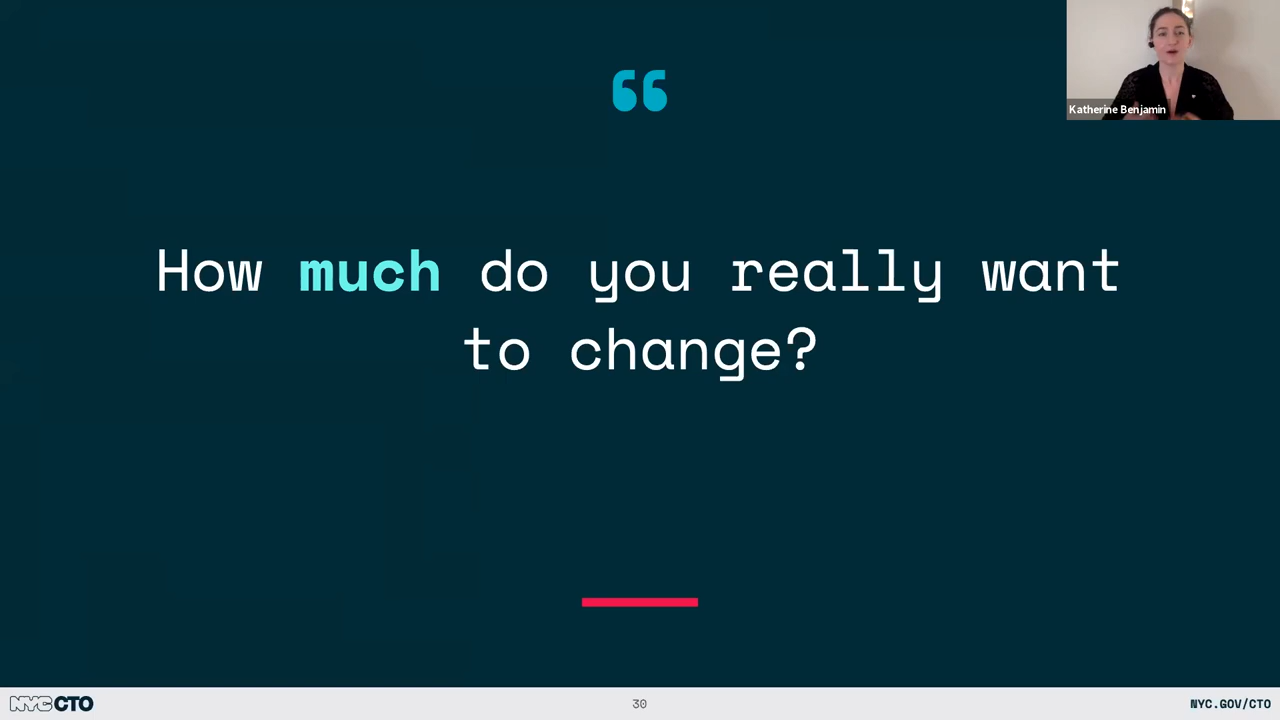 “
How much do you really want
to change?
Katherine Benjamin
NYC CTO
30
NYC.GOV/CTO